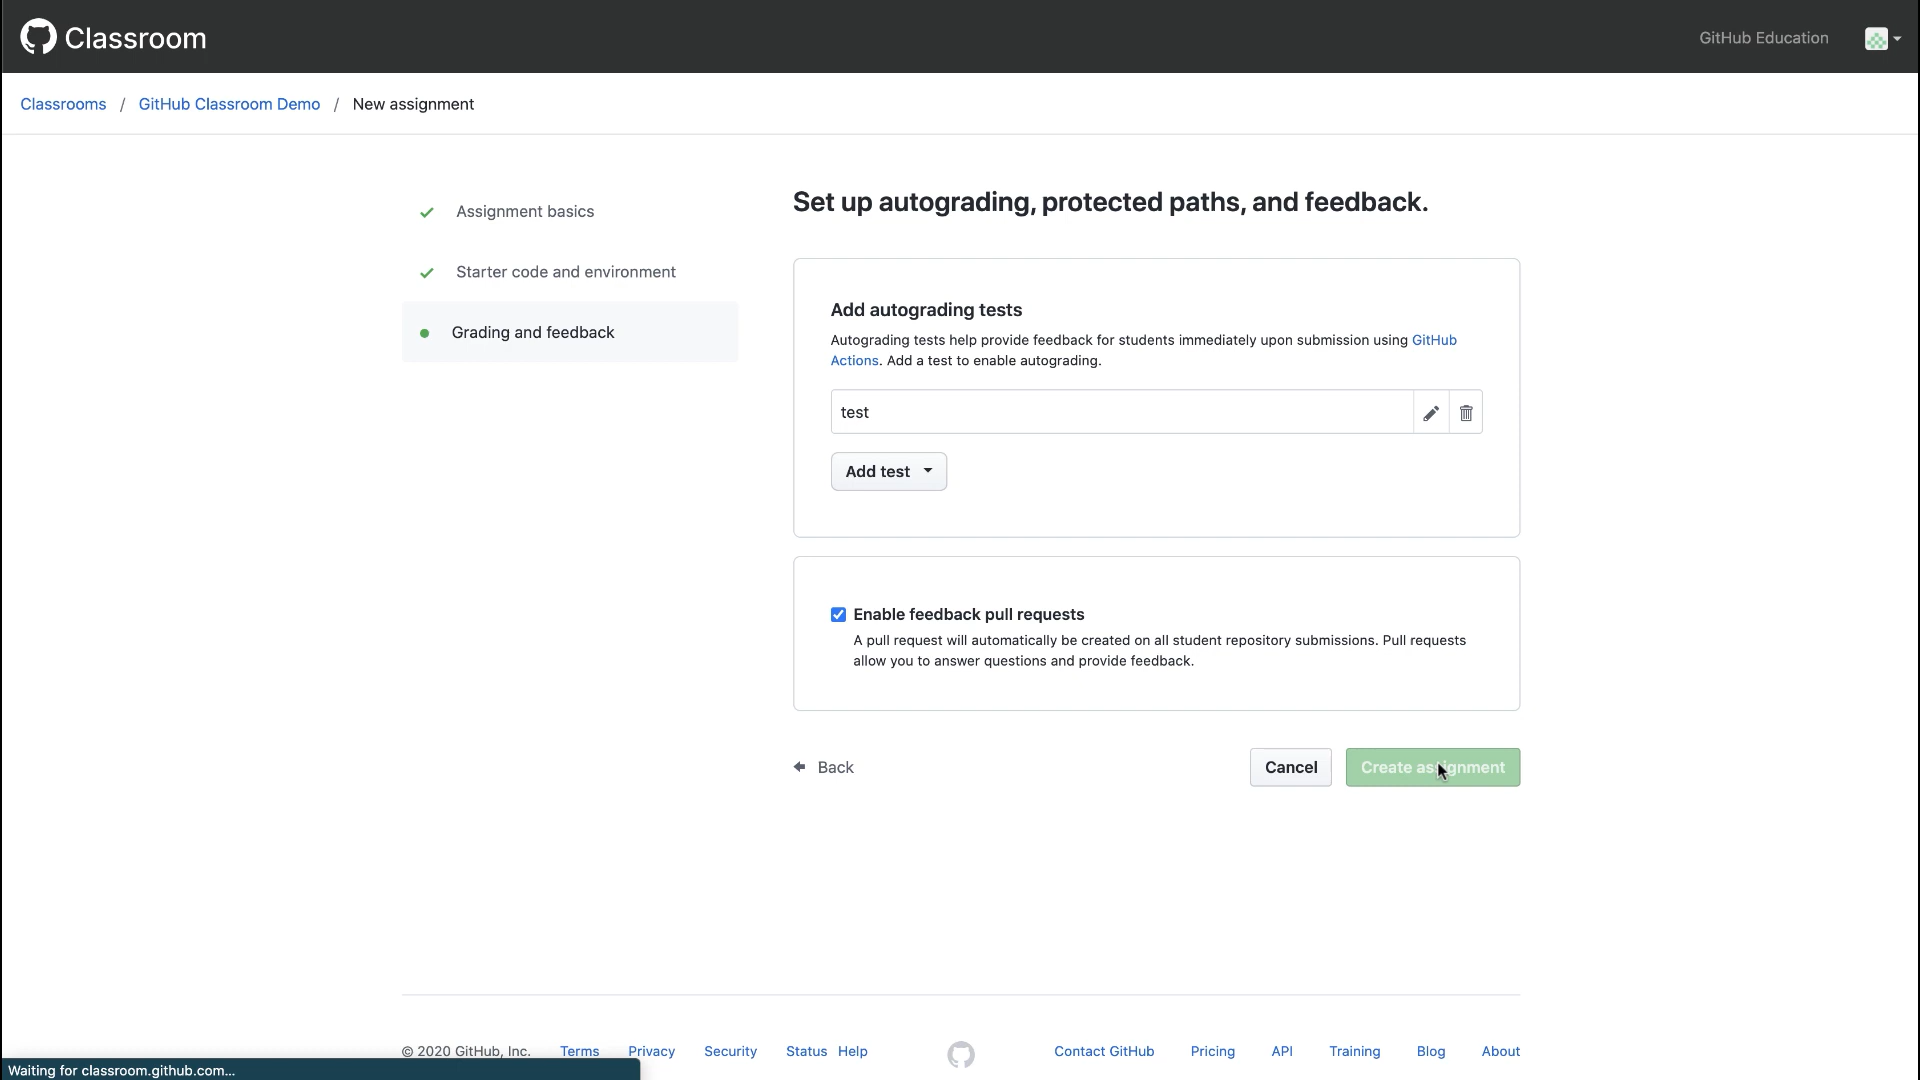 Classroom
GitHub Education
Classrooms / GitHub Classroom Demo / New assignment
Assignment basics
Starter code and environment
Grading and feedback
Set up autograding, protected paths, and feedback.
Add autograding tests
Autograding tests help provide feedback for students immediately upon submission using GitHub
Actions. Add a test to enable autograding.
test
Add test
Enable feedback pull requests
A pull request will automatically be created on all student repository submissions. Pull requests
allow you to answer questions and provide feedback.
Back
Cancel
Create assignment
© 2020 GitHub, Inc. Terms Privacy Security Status Help Contact GitHub Pricing API Training Blog About
Waiting for classroom.github.com...